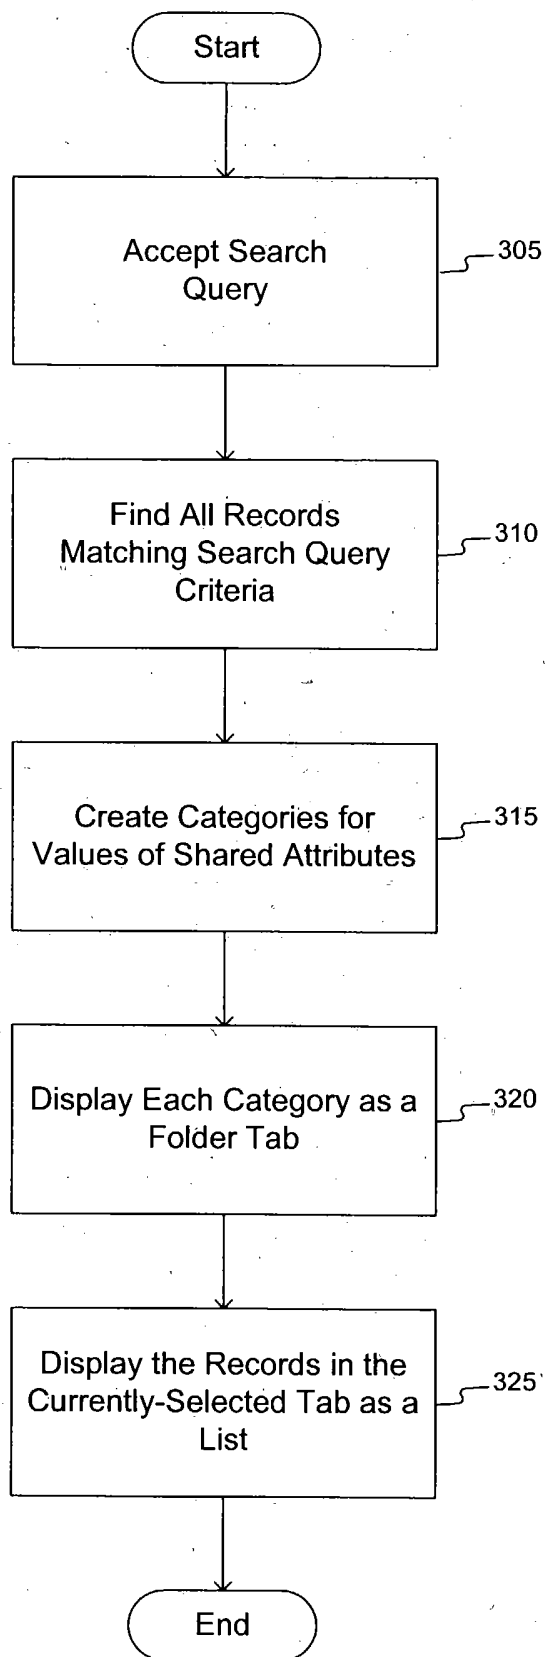 Start
Accept Search
Query
305
Find All Records
Matching Search Query
Criteria
310
Create Categories for
Values of Shared Attributes
315
Display Each Category as a
Folder Tab
320
Display the Records in the
Currently-Selected Tab as a
List
325
End